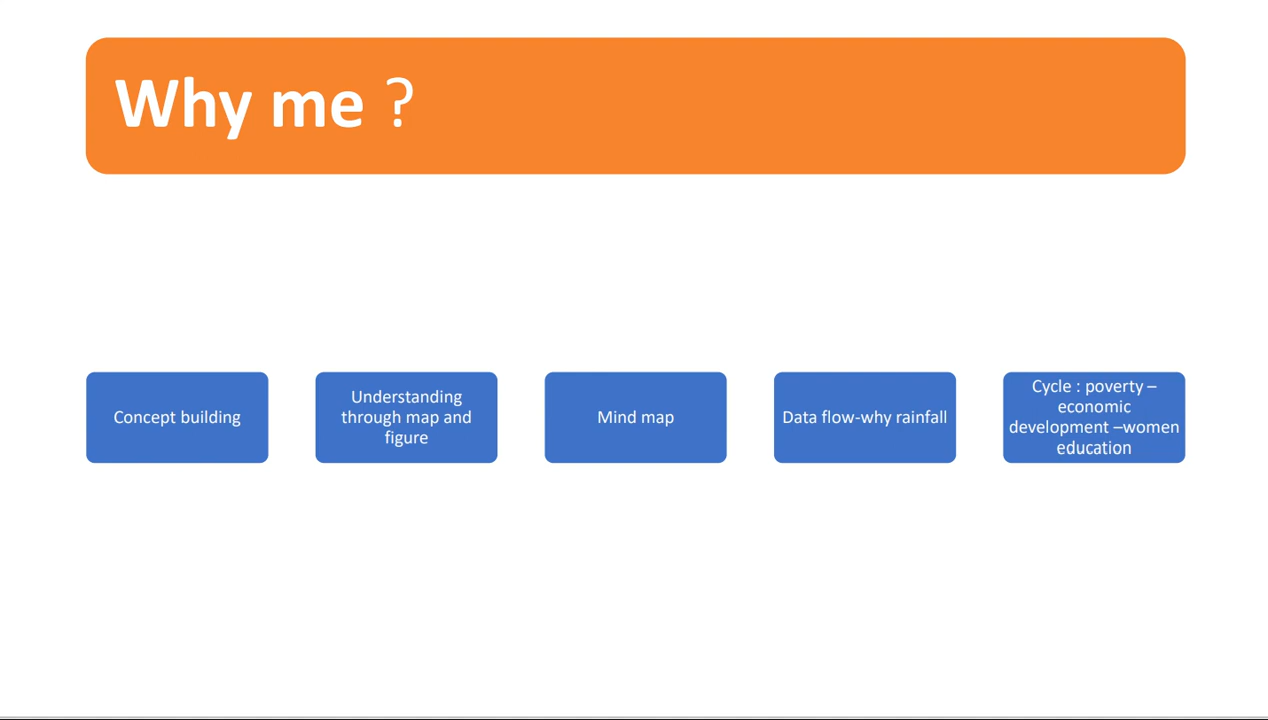 Why me ?
Concept building
Understanding
through map and
figure
Mind map
Data flow-why rainfall
Cycle : poverty –
economic
development –women
education